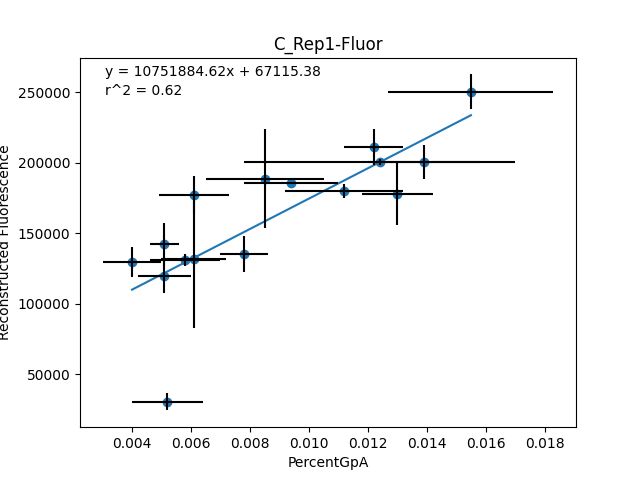 C_Rep1-Fluor
y = 10751884.62x + 67115.38
r^2 = 0.62
250000
200000
150000
100000
50000
Reconstructed Fluorescence
0.004 0.006 0.008 0.010 0.012 0.014 0.016 0.018
PercentGpA